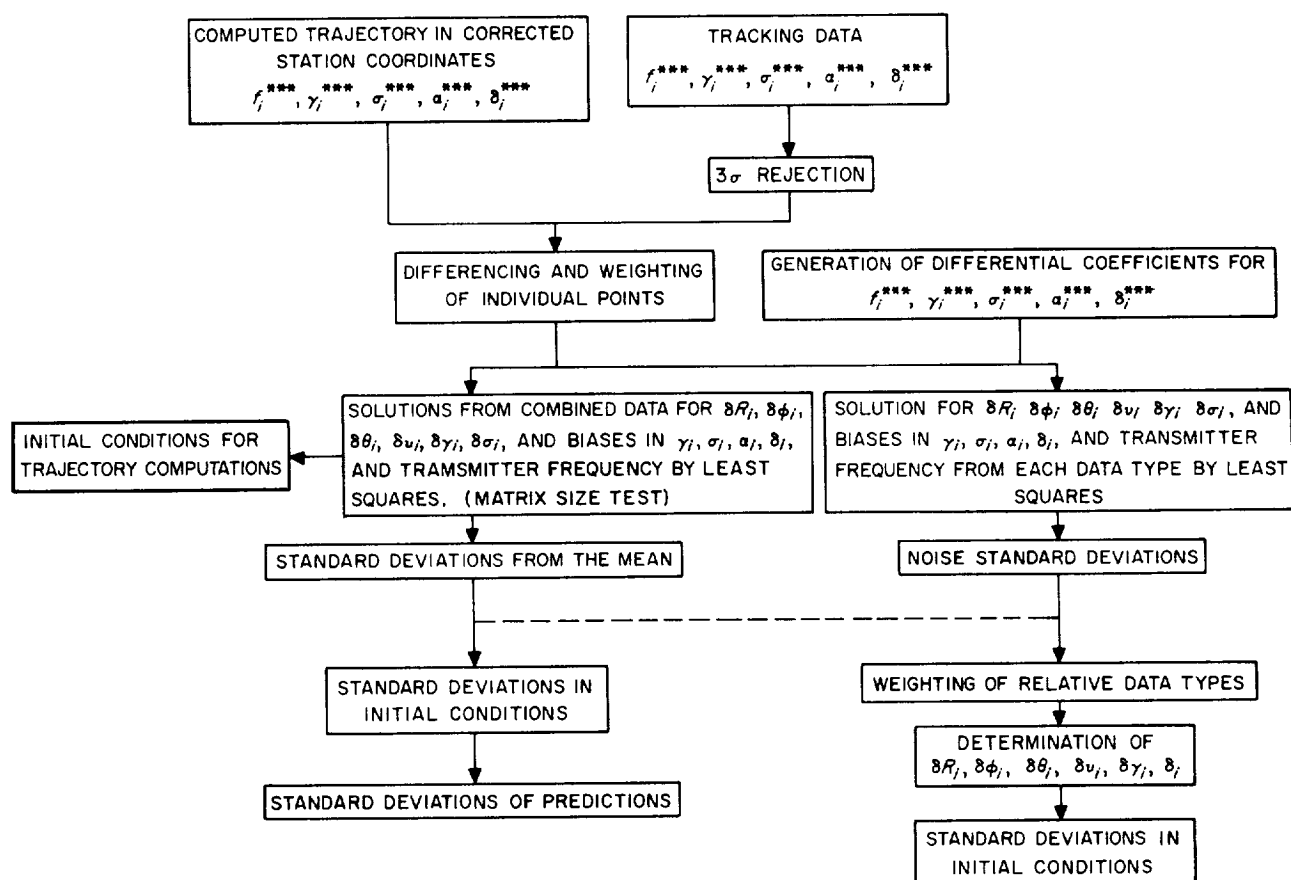 COMPUTED TRAJECTORY IN CORRECTED
STATION COORDINATES
f_i^***, γ_i^***, σ_i^***, α_i^***, δ_i^***
TRACKING DATA
f_i^***, γ_i^***, σ_i^***, α_i^***, δ_i^***
3σ REJECTION
DIFFERENCING AND WEIGHTING
OF INDIVIDUAL POINTS
GENERATION OF DIFFERENTIAL COEFFICIENTS FOR
f_i^***, γ_i^***, σ_i^***, α_i^***, δ_i^***
INITIAL CONDITIONS FOR
TRAJECTORY COMPUTATIONS
SOLUTIONS FROM COMBINED DATA FOR δR_i, δφ_i,
δθ_i, δv_i, δγ_i, δσ_i, AND BIASES IN γ_i, σ_i, α_i, δ_i,
AND TRAMSMITTER FREQUENCY BY LEAST
SQUARES. (MATRIX SIZE TEST)
SOLUTION FOR δR_i δφ_i δθ_i δv_i δγ_i δσ_i, AND
BIASES IN γ_i, σ_i, α_i, δ_i, AND TRANSMITTER
FREQUENCY FROM EACH DATA TYPE BY LEAST
SQUARES
STANDARD DEVIATIONS FROM THE MEAN
NOISE STANDARD DEVIATIONS
STANDARD DEVIATIONS IN
INITIAL CONDITIONS
WEIGHTING OF RELATIVE DATA TYPES
DETERMINATION OF
δR_i, δφ_i, δθ_i, δv_i, δγ_i, δ_i
STANDARD DEVIATIONS OF PREDICTIONS
STANDARD DEVIATIONS IN
INITIAL CONDITIONS